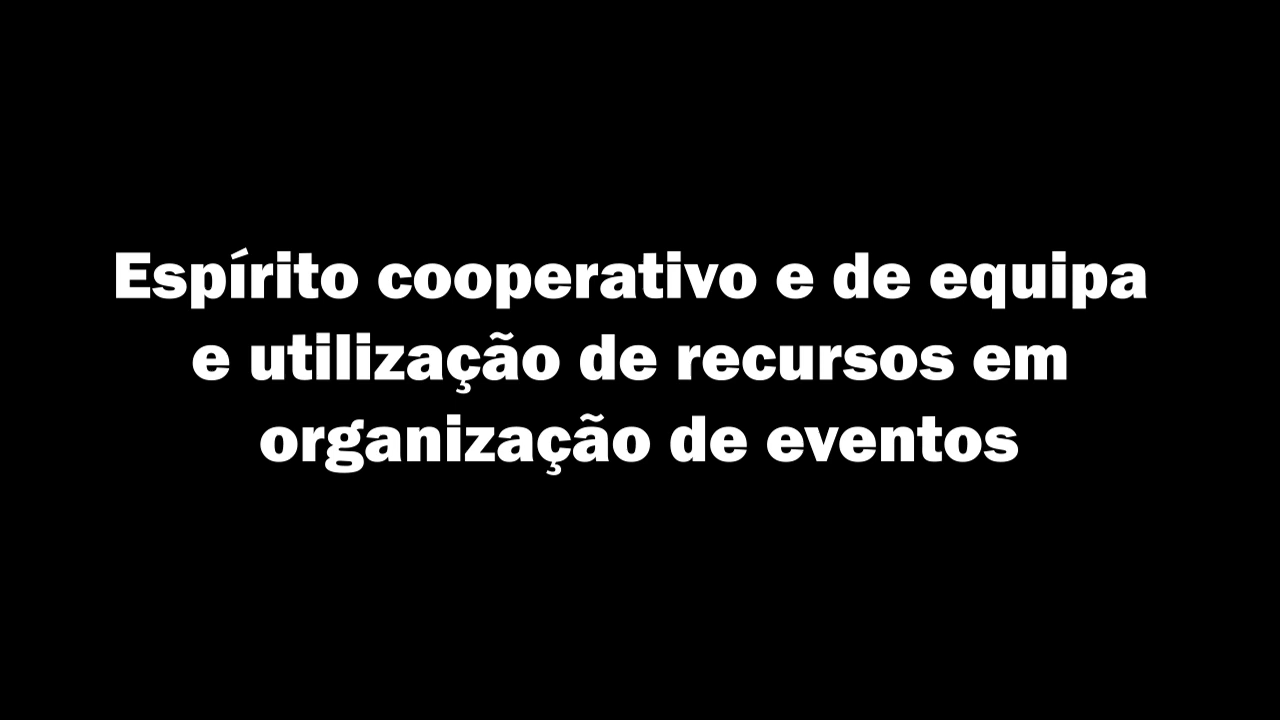 Espírito cooperativo e de equipa
e utilização de recursos em
organização de eventos